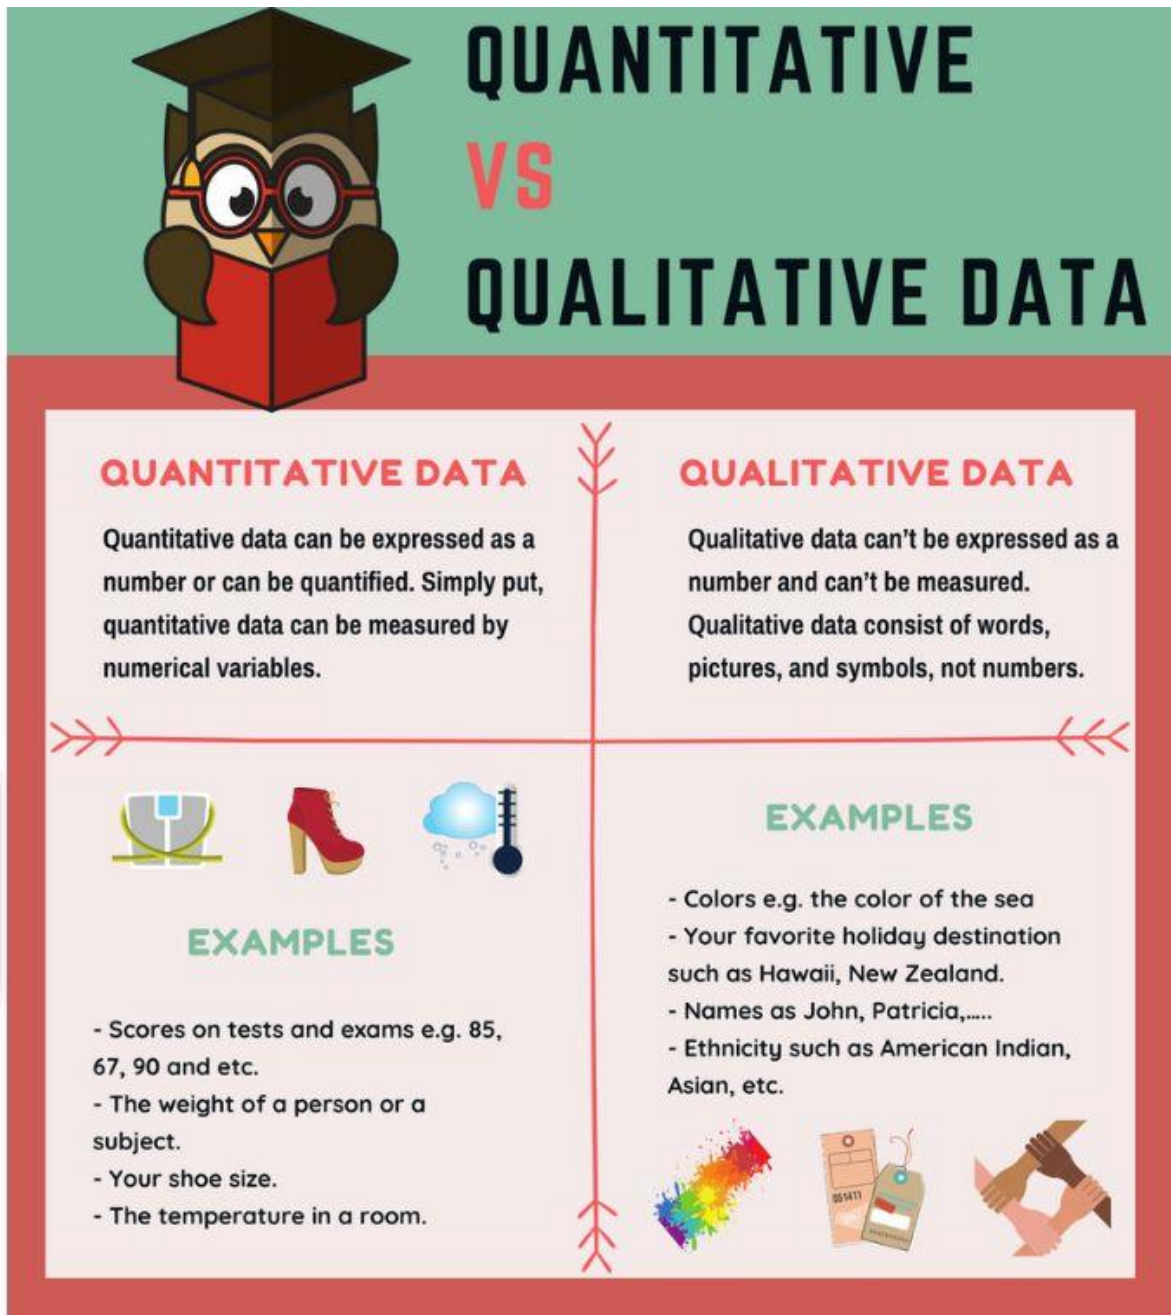 QUANTITATIVE
VS
QUALITATIVE DATA
QUANTITATIVE DATA
Quantitative data can be expressed as a
number or can be quantified. Simply put,
quantitative data can be measured by
numerical variables.
QUALITATIVE DATA
Qualitative data can't be expressed as a
number and can't be measured.
Qualitative data consist of words,
pictures, and symbols, not numbers.
EXAMPLES
- Scores on tests and exams e.g. 85,
67, 90 and etc.
- The weight of a person or a
subject.
- Your shoe size.
- The temperature in a room.
EXAMPLES
- Colors e.g. the color of the sea
- Your favorite holiday destination
such as Hawaii, New Zealand.
- Names as John, Patricia,.....
- Ethnicity such as American Indian,
Asian, etc.
051411